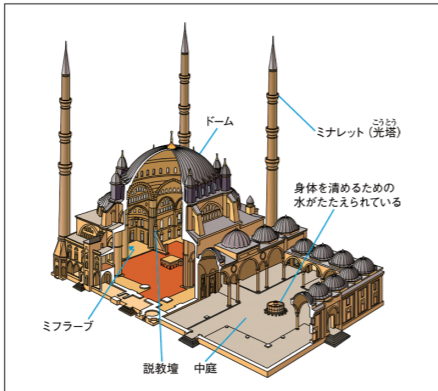 ドーム
こうとう
ミナレット（光塔）
身体を清めるための
水がたたえられている
ミフラーブ
説教壇
中庭